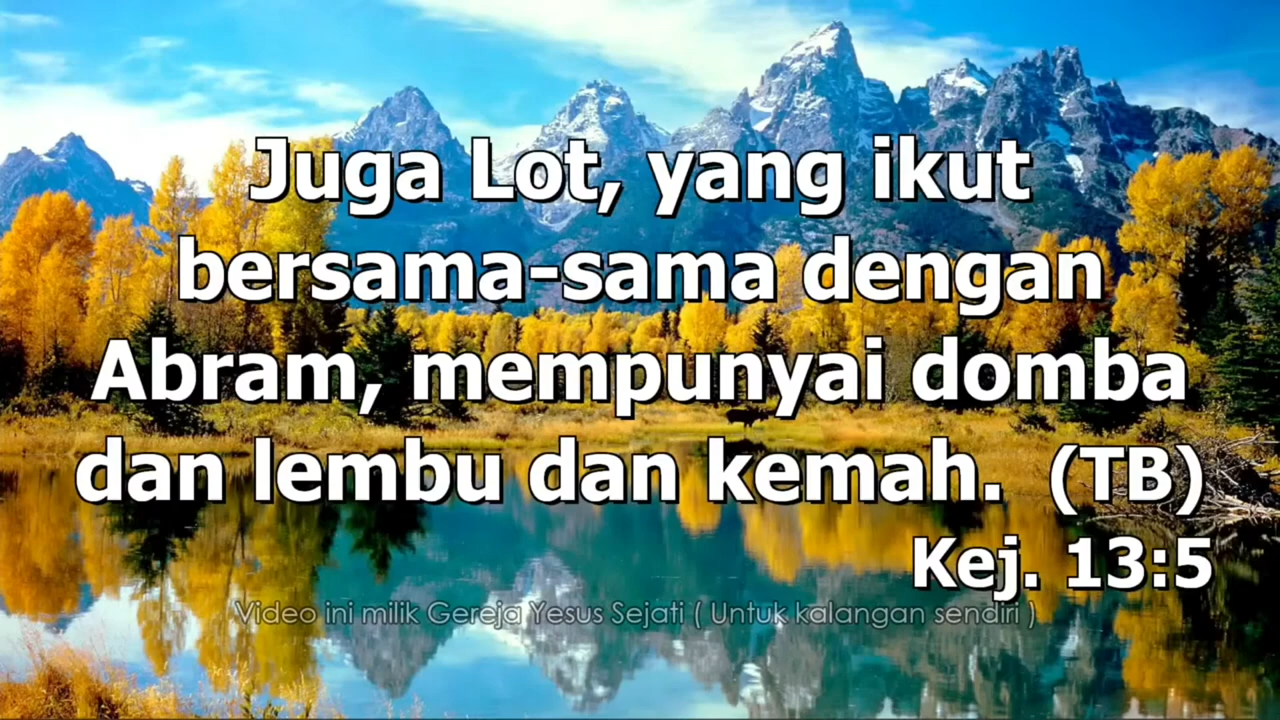 Juga Lot, yang ikut
bersama-sama dengan
Abram, mempunyai domba
dan lembu dan kemah. (TB)
Kej. 13:5
Video ini milik Gereja Yesus Sejati ( Untuk kalangan sendiri )